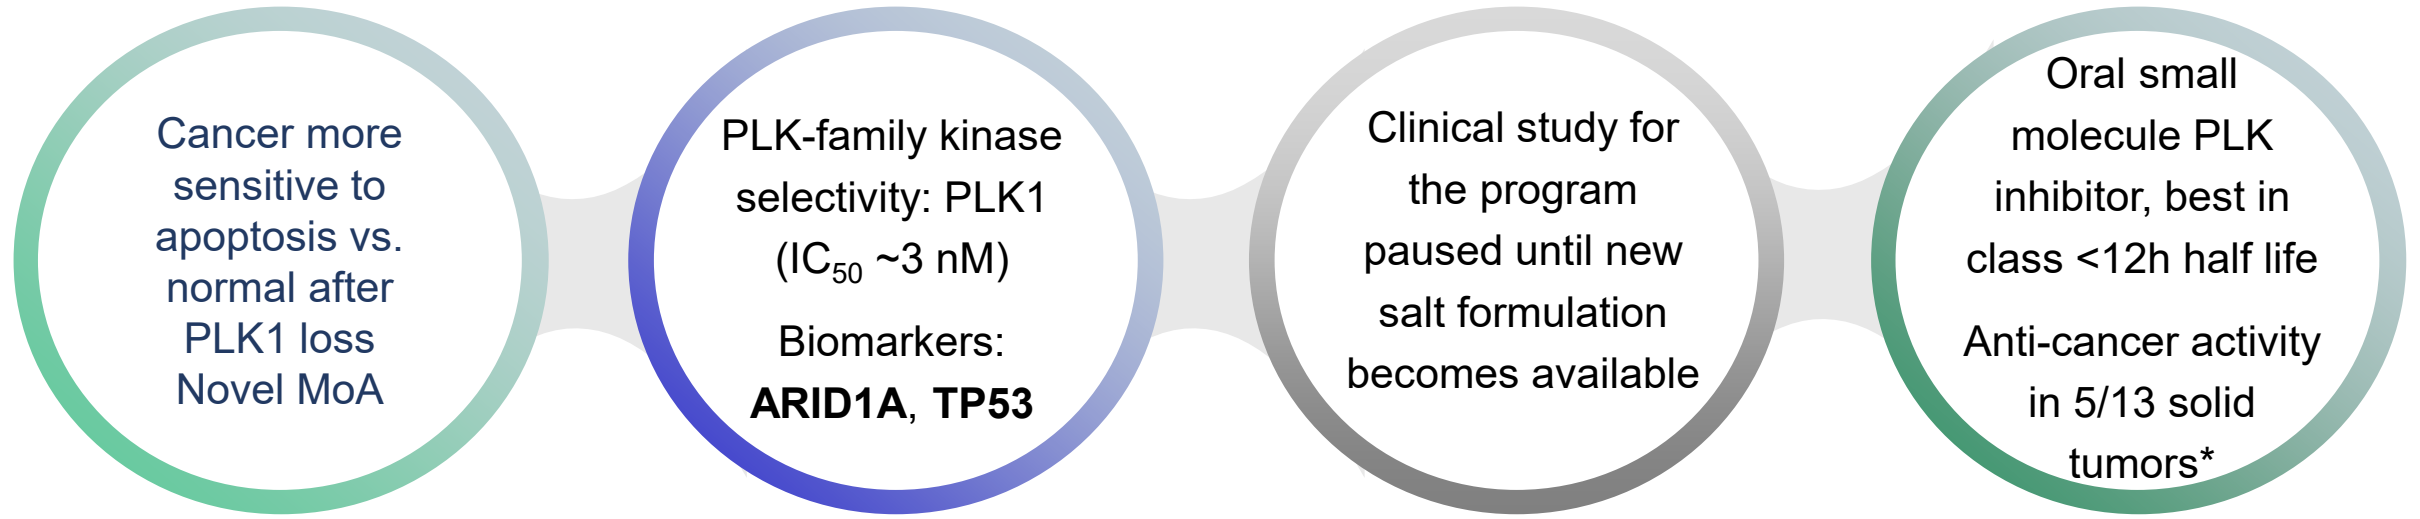 Cancer more
sensitive to
apoptosis vs.
normal after
PLK1 loss
Novel MoA
PLK-family kinase
selectivity: PLK1
(IC50 ~3 nM)
Biomarkers:
ARID1A, TP53
Clinical study for
the program
paused until new
salt formulation
becomes available
Oral small
molecule PLK
inhibitor, best in
class <12h half life
Anti-cancer activity
in 5/13 solid
tumors*